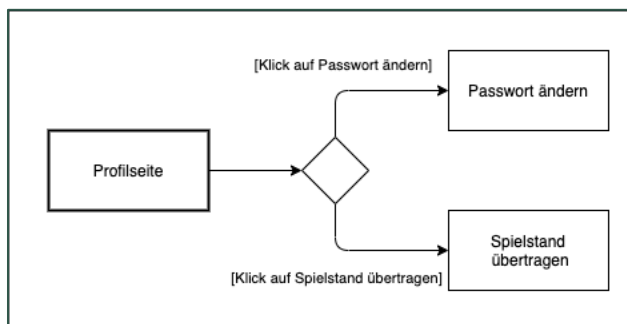 [Klick auf Passwort ändern]
Passwort ändern
Profilseite
Spielstand
übertragen
[Klick auf Spielstand übertragen]